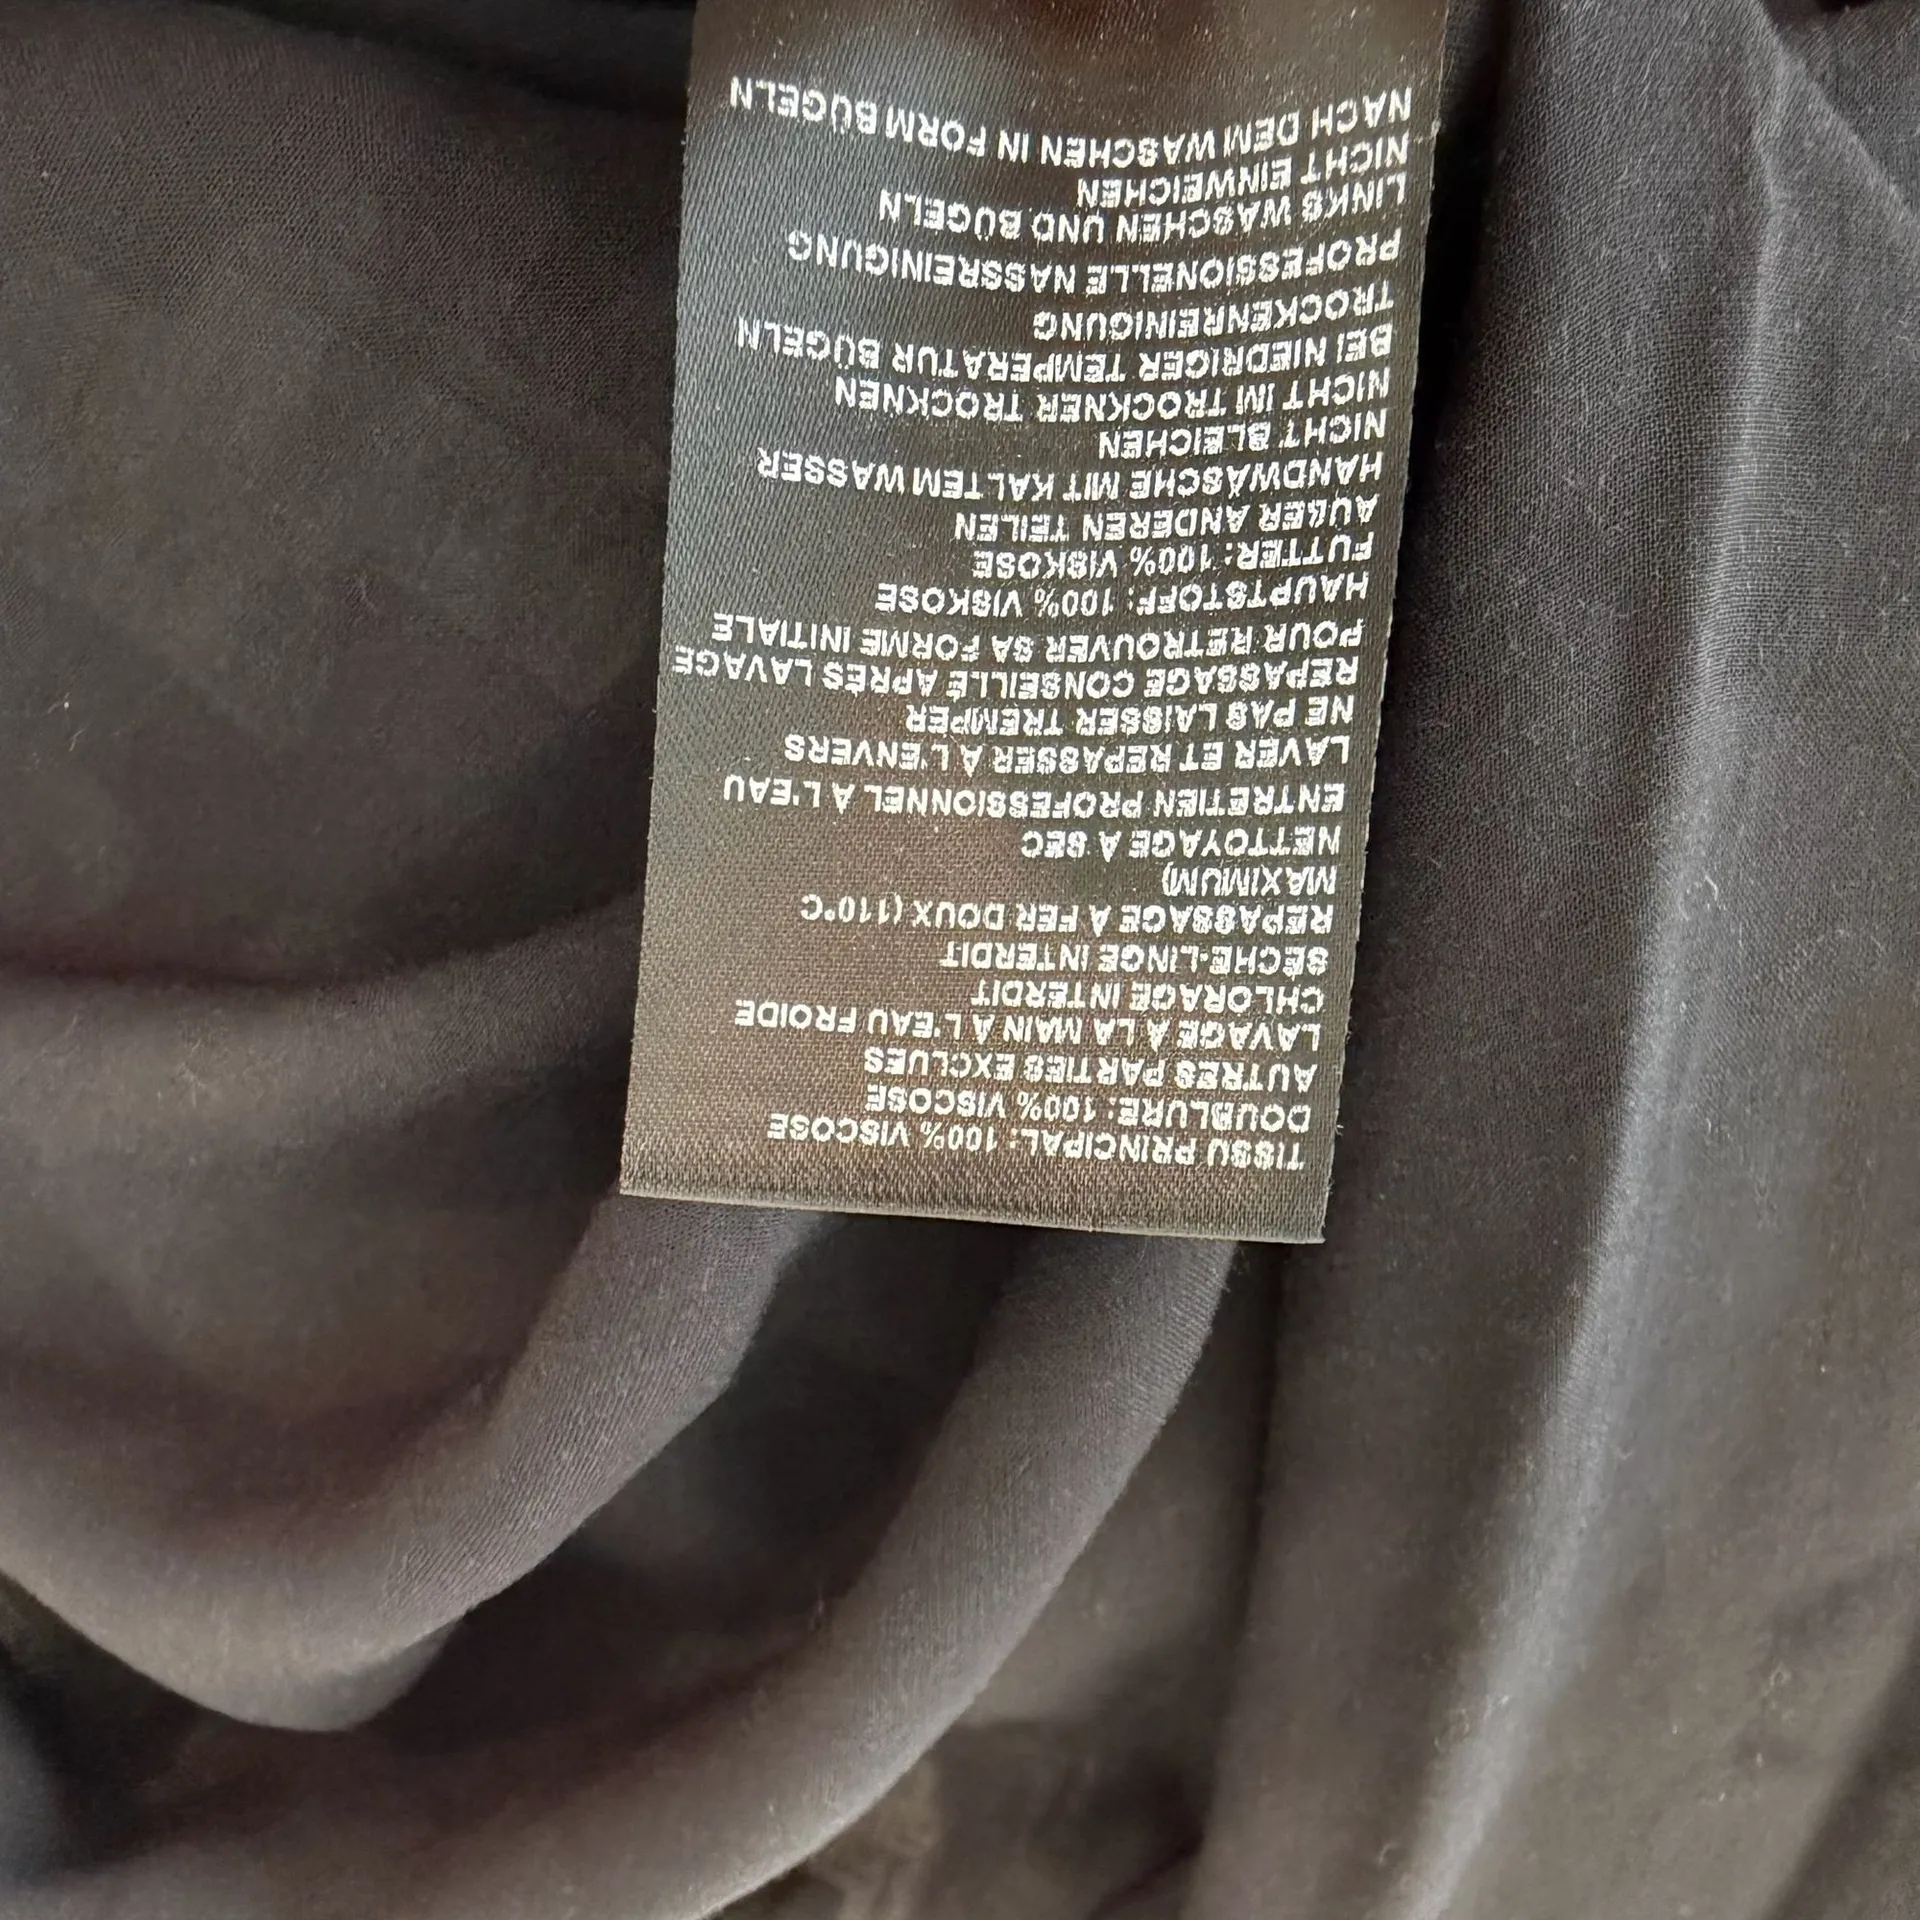 TISSU PRINCIPAL: 100% VISCOSE
DOUBLURE: 100% VISCOSE
AUTRES PARTIES EXCLUES
LAVAGE À LA MAIN À L'EAU FROIDE
CHLORAGE INTERDIT
SÈCHE-LINGE INTERDIT
REPASSAGE À FER DOUX (110°C
MAXIMUM)
NETTOYAGE A SEC
ENTRETIEN PROFESSIONNEL A L'EAU
LAVER ET REPASSER À L'ENVERS
NE PAS LAISSER TREMPER
REPASSAGE CONSEILLÉ APRÈS LAVAGE
POUR RETROUVER SA FORME INITIALE
HAUPTSTOFF: 100% VISKOSE
FUTTER: 100% VISKOSE
AUßER ANDEREN TEILEN
HANDWÄSCHE MIT KALTEM WASSER
NICHT BLEICHEN
NICHT IM TROCKNER TROCKNEN
BEI NIEDRIGER TEMPERATUR BÜGELN
TROCKENREINIGUNG
PROFESSIONELLE NASSREINIGUNG
LINKS WASCHEN UND BÜGELN
NICHT EINWEICHEN
NACH DEM WASCHEN IN FORM BÜGELN